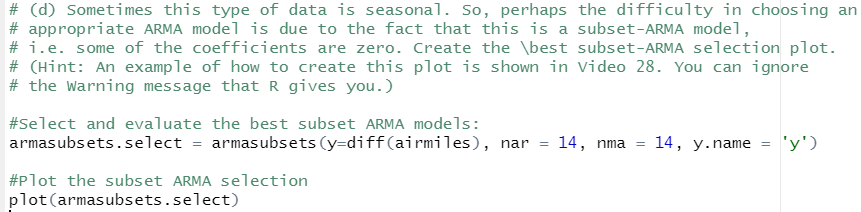 # (d) Sometimes this type of data is seasonal. So, perhaps the difficulty in choosing an
# appropriate ARMA model is due to the fact that this is a subset-ARMA model,
# i.e. some of the coefficients are zero. Create the \best subset-ARMA selection plot.
# (Hint: An example of how to create this plot is shown in Video 28. You can ignore
# the Warning message that R gives you.)
#Select and evaluate the best subset ARMA models:
armasubsets.select = armasubsets(y=diff(airmiles), nar = 14, nma = 14, y.name = 'y')
#Plot the subset ARMA selection
plot(armasubsets.select)